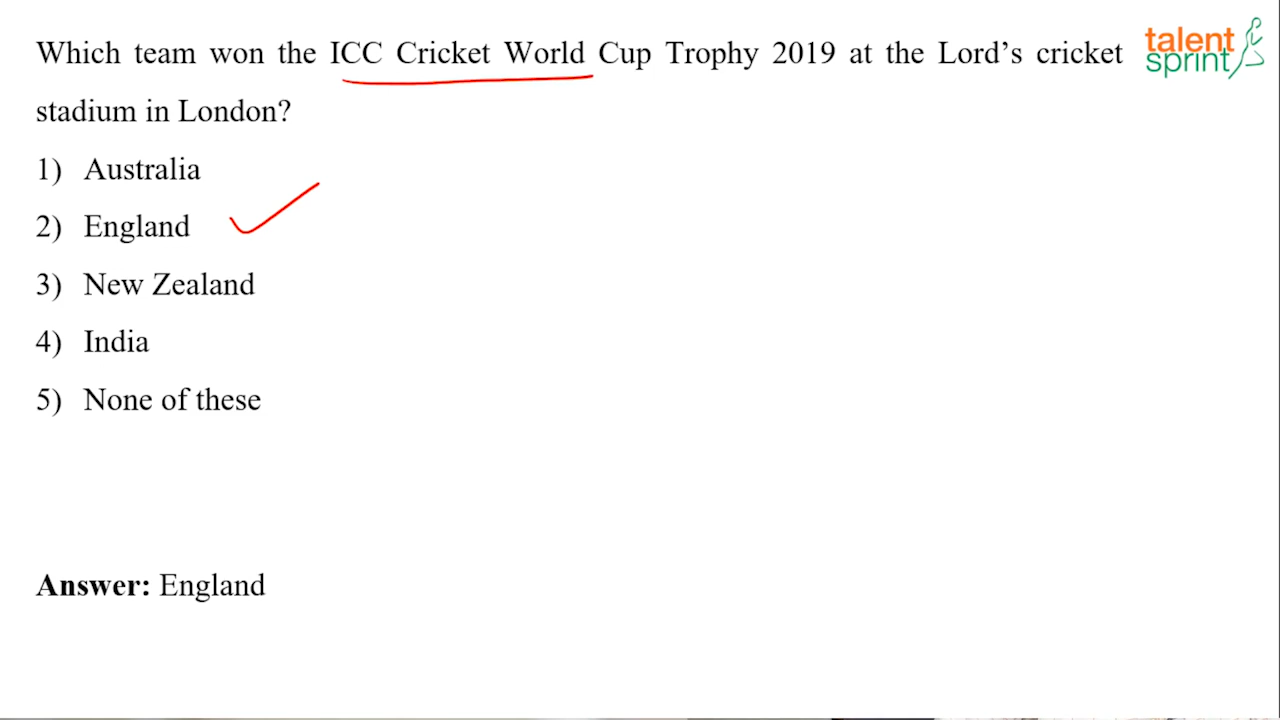 Which team won the ICC Cricket World Cup Trophy 2019 at the Lord’s cricket
stadium in London?
1) Australia
2) England
3) New Zealand
4) India
5) None of these
Answer: England
talent
sprint